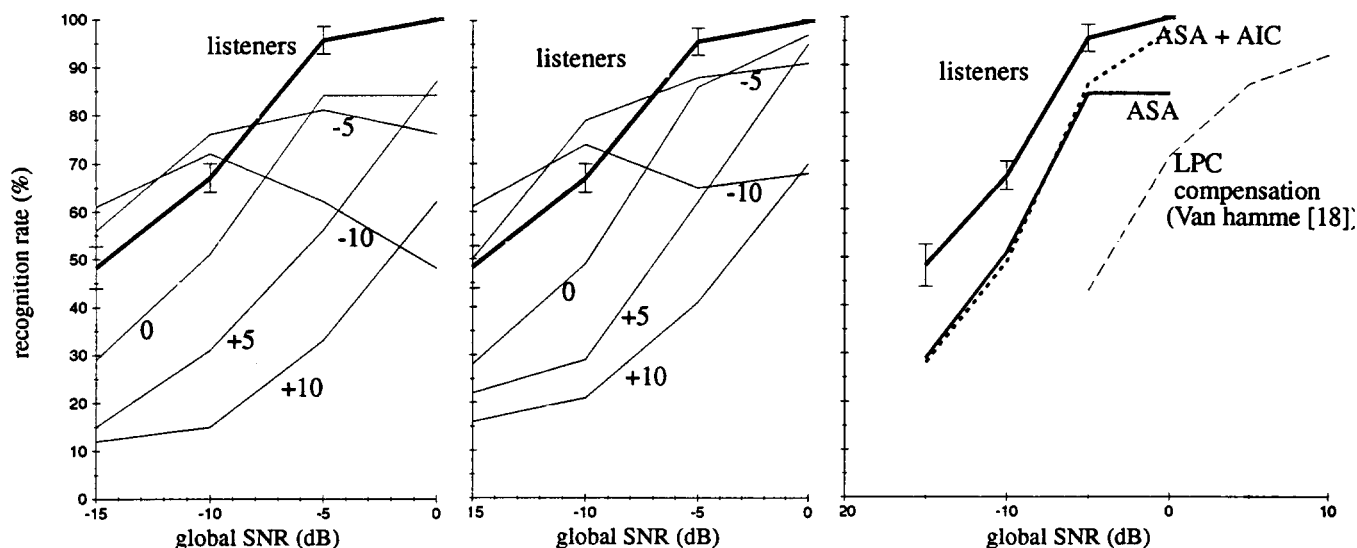 recognition rate (%)
100
90
80
70
60
50
40
30
20
10
0
listeners
-5
-10
0
+5
+10
-15
-10
-5
0
global SNR (dB)
listeners
-5
-10
0
+5
+10
-15
-10
-5
0
global SNR (dB)
listeners
ASA + AIC
ASA
LPC
compensation
(Van hamme [18])
20
-10
0
10
global SNR (dB)